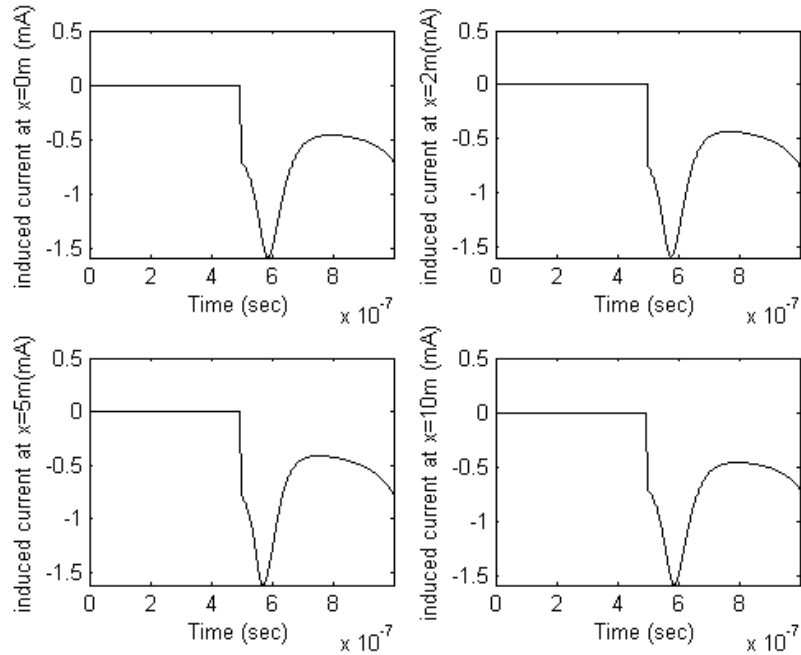 induced current at x=0m (mA)
0.5
0
-0.5
-1
-1.5
0 2 4 6 8
Time (sec)
x 10-7
induced current at x=2m(mA)
0.5
0
-0.5
-1
-1.5
0 2 4 6 8
Time (sec)
x 10-7
induced current at x=5m(mA)
0.5
0
-0.5
-1
-1.5
0 2 4 6 8
Time (sec)
x 10-7
induced current at x=10m (mA)
0.5
0
-0.5
-1
-1.5
0 2 4 6 8
Time (sec)
x 10-7